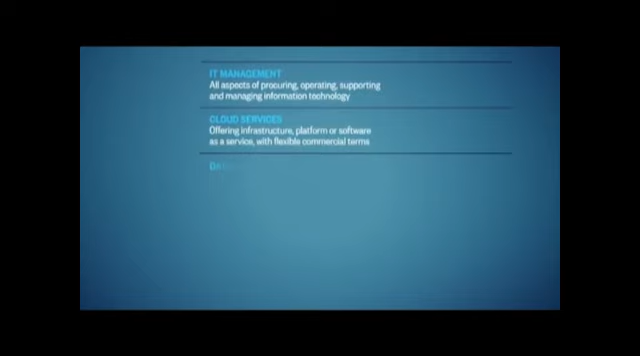 IT MANAGEMENT
All aspects of procuring, operating, supporting
and managing information technology
CLOUD SERVICES
Offering infrastructure, platform or software
as a service, with flexible commercial terms